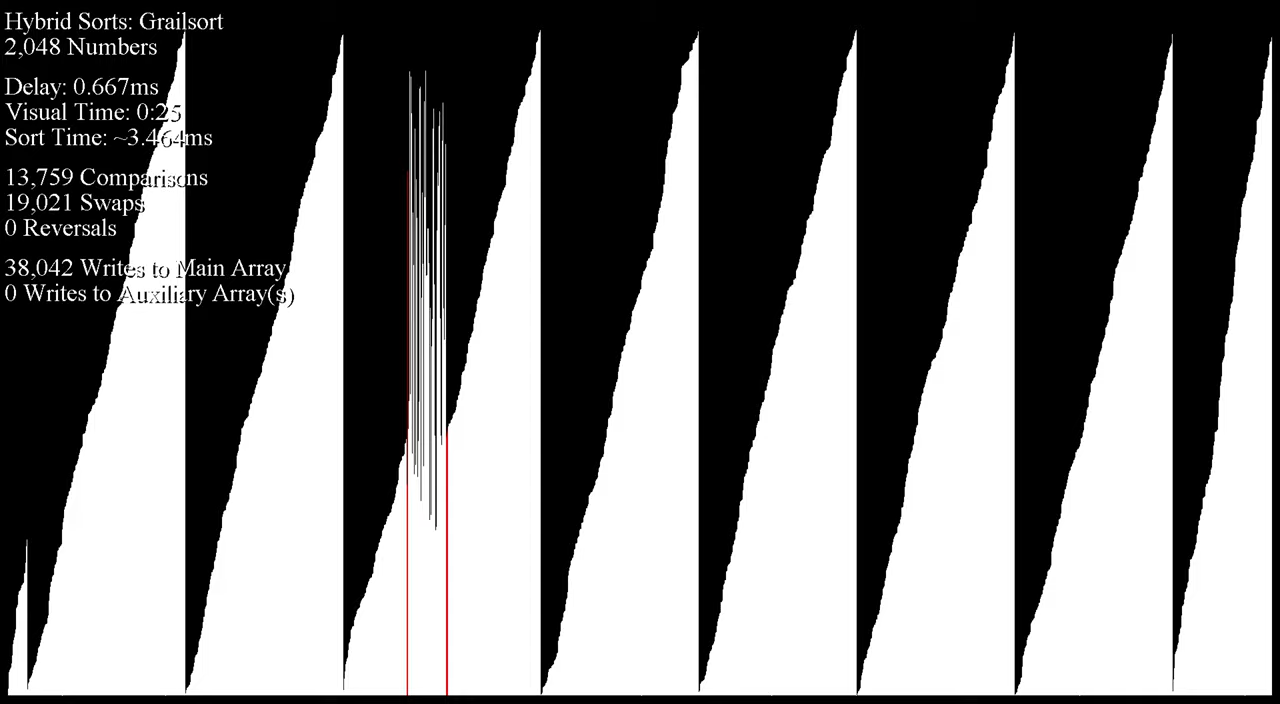 Hybrid Sorts: Grailsort
2,048 Numbers
Delay: 0.667ms
Visual Time: 0:25
Sort Time: ~3.464ms
13,759 Comparisons
19,021 Swaps
0 Reversals
38,042 Writes to Main Array
0 Writes to Auxiliary Array(s)